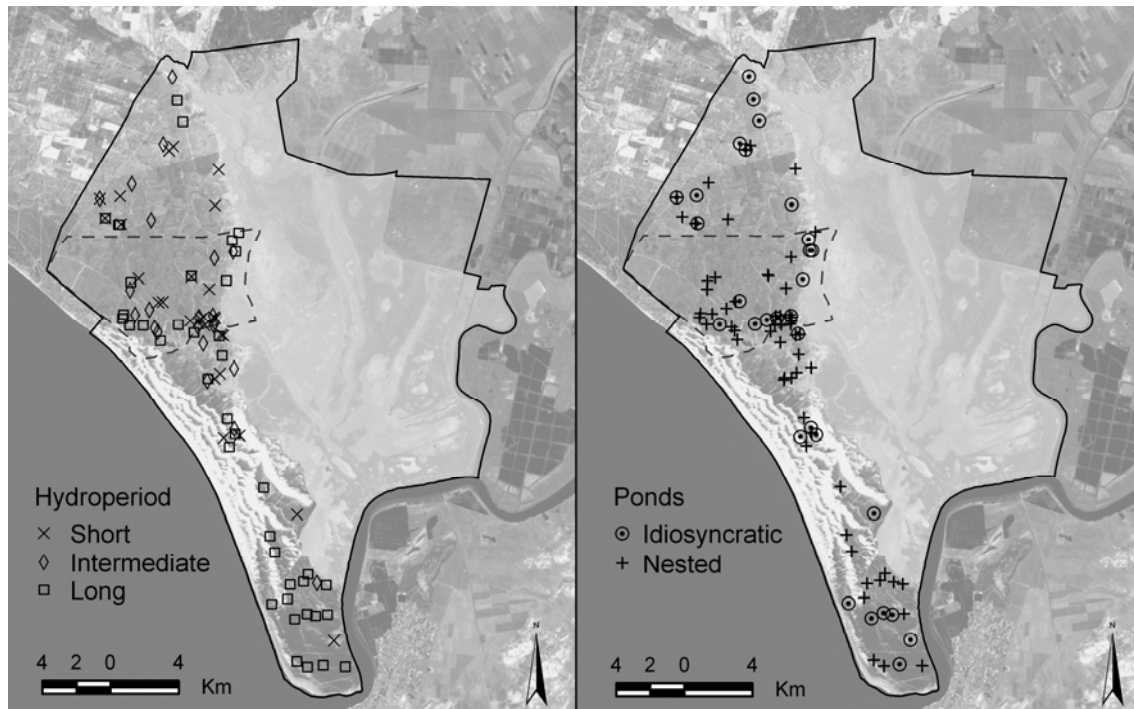 Hydroperiod
Short
Intermediate
Long
4 2 0 4
Km
N
Ponds
Idiosyncratic
Nested
4 2 0 4
Km
N